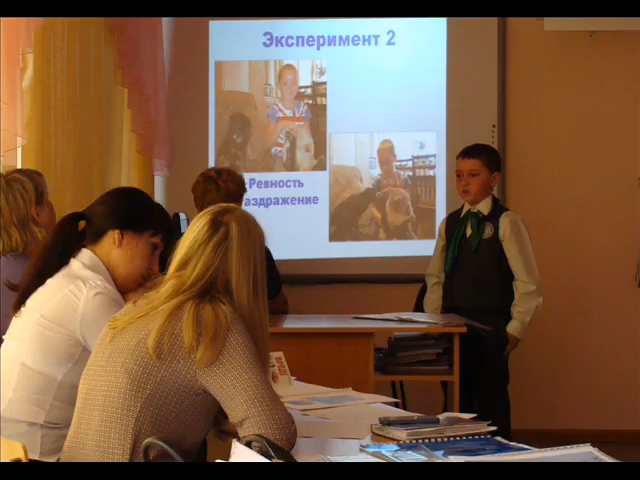 Эксперимент 2
Ревность
аздражение